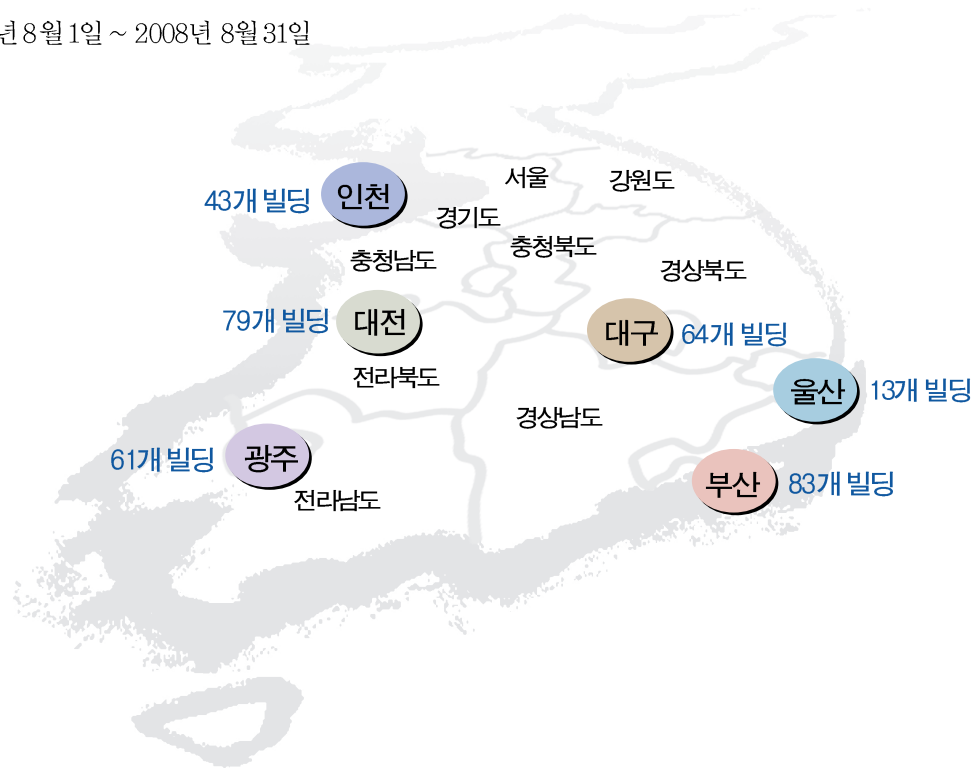 년 8월 1일 ~ 2008년 8월 31일
서울
강원도
43개 빌딩
인천
경기도
충청북도
충청남도
경상북도
79개 빌딩
대전
대구
64개 빌딩
전라북도
울산
13개 빌딩
경상남도
61개 빌딩
광주
전리남도
부산
83개 빌딩